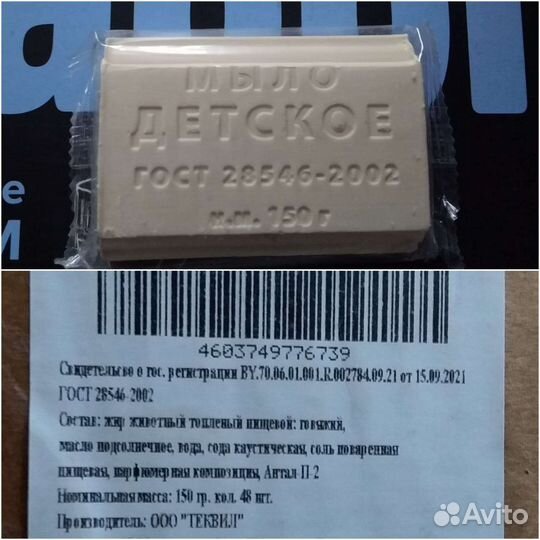 МЫЛО
ДЕТСКОЕ
ГОСТ 28546-2002
н.м. 150 г
е
М
4603749776739
Свидетельсво о гос. регистрации BY.70.06.01.001.R.002784.09.21 от 15.09.2021
ГОСТ 28546-2002
Состав: жир животный топленый пищевой: говяжий,
масло подсолнечное, вода, сода каустическая, соль поваренная
пищевая, парфюмерная композиция, Антал П-2
Номинальная масса: 150 гр. кол. 48 шт.
Производитель: ООО "ТЕКВИЛ"
Avito